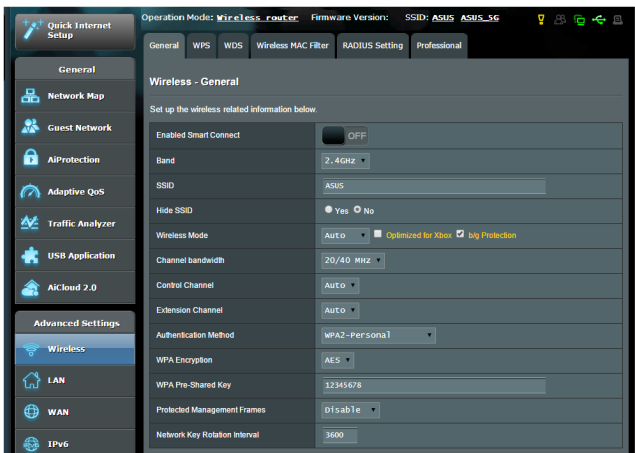 Quick Internet Setup
Operation Mode: Wireless router Firmware Version: SSID: ASUS ASUS_5G
General WPS WDS Wireless MAC Filter RADIUS Setting Professional
General
Network Map
Guest Network
AiProtection
Adaptive QoS
Traffic Analyzer
USB Application
AiCloud 2.0
Advanced Settings
Wireless
LAN
WAN
IPv6
Wireless - General
Set up the wireless related information below.
Enabled Smart Connect OFF
Band 2.4GHz
SSID ASUS
Hide SSID Yes No
Wireless Mode Auto Optimized for Xbox b/g Protection
Channel bandwidth 20/40 MHz
Control Channel Auto
Extension Channel Auto
Authentication Method WPA2-Personal
WPA Encryption AES
WPA Pre-Shared Key 12345678
Protected Management Frames Disable
Network Key Rotation Interval 3600